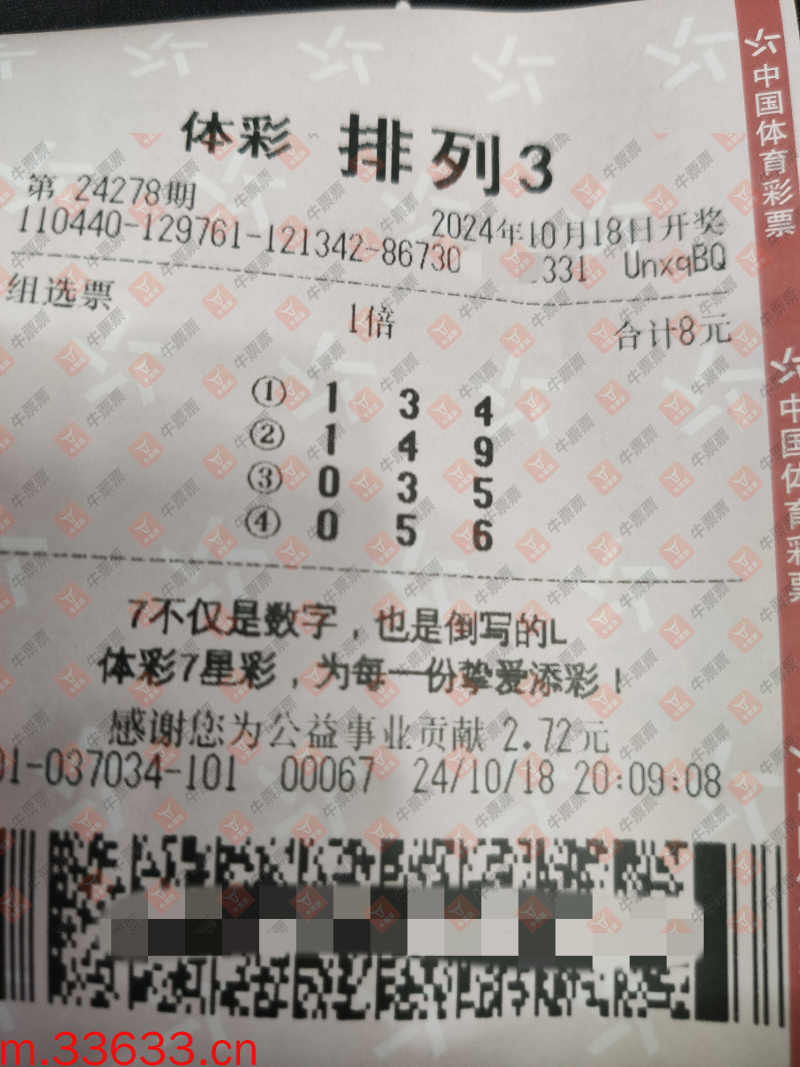 体彩 排列3
第 24278期
2024年10月18日开奖
110440-129761-121342-86730 331 UnxqBQ
组选票 1倍 合计8元
① 1 3 4
② 1 4 9
③ 0 3 5
④ 0 5 6
7不仅是数字，也是倒写的L
体彩7星彩，为每一份挚爱添彩！
感谢您为公益事业贡献 2.72元
01-037034-101 00067 24/10/18 20:09:08
中国体育彩票
中国体育彩票
牛票票
m.33633.cn